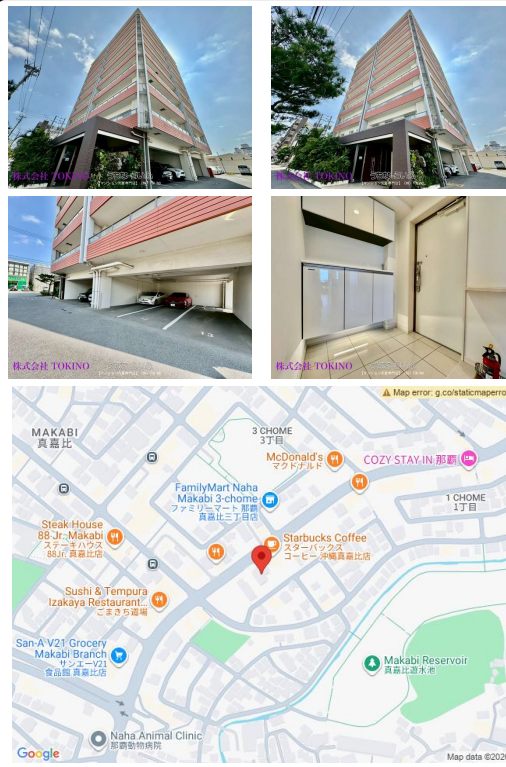 株式会社 TOKINO
株式会社 TOKINO
株式会社 TOKINO
株式会社 TOKINO
Map error: g.co/staticmaperro
MAKABI
真嘉比
3 CHOME
3丁目
McDonald's
マクドナルド
COZY STAY IN 那覇
FamilyMart Naha
Makabi 3-chome
ファミリーマート 那覇
真嘉比三丁目店
1 CHOME
1丁目
Steak House
88 Jr. Makabi
ステーキハウス
88Jr. 真嘉比店
Starbucks Coffee
スターバックス
コーヒー 沖縄真嘉比店
Sushi & Tempura
Izakaya Restaurant...
ごまきち道場
San-A V21 Grocery
Makabi Branch
サンエーV21
食品館 真嘉比店
Makabi Reservoir
真嘉比遊水池
Naha Animal Clinic
那覇動物病院
Google
Map data ©202